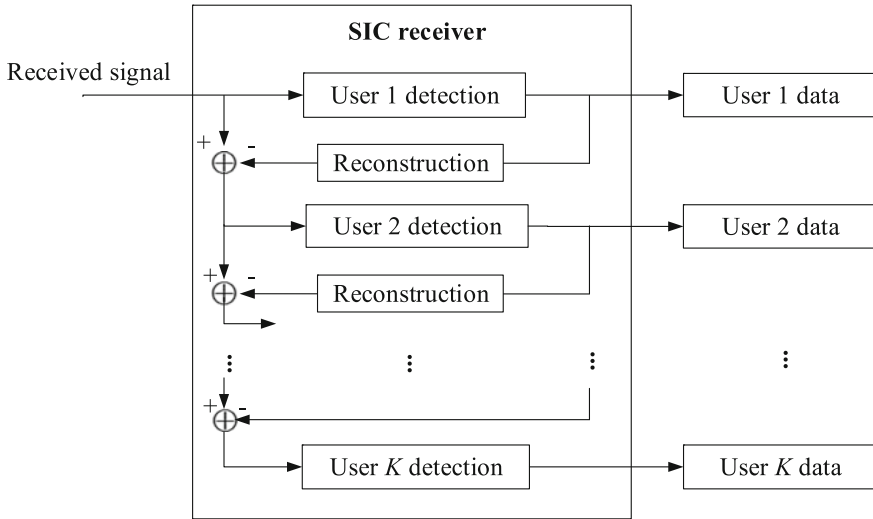 SIC receiver
Received signal
User 1 detection
User 1 data
+
-
Reconstruction
User 2 detection
User 2 data
+
-
Reconstruction
+
-
User K detection
User K data